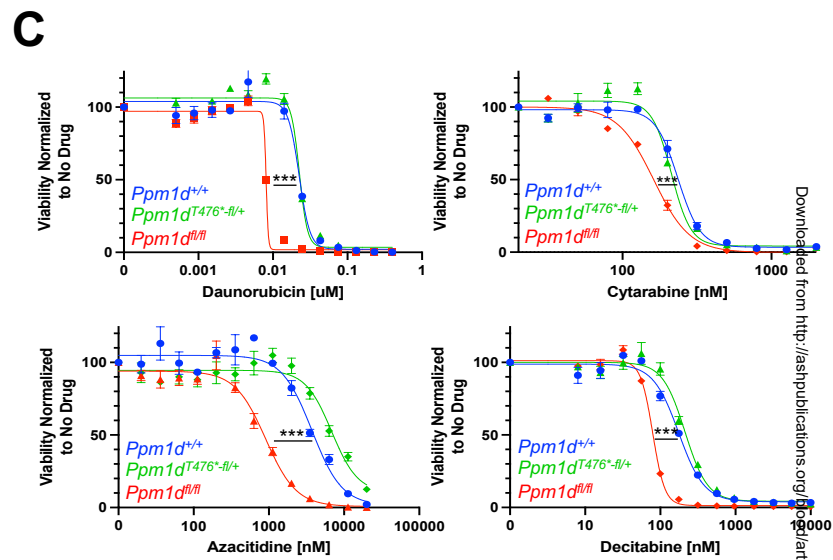 C
Viability Normalized
to No Drug
100
50
0
***
Ppm1d+/+
Ppm1dT476*-fl/+
Ppm1dfl/fl
0
0.001
0.01
0.1
1
Daunorubicin [uM]
Viability Normalized
to No Drug
100
50
0
***
Ppm1d+/+
Ppm1dT476*-fl/+
Ppm1dfl/fl
100
1000
Cytarabine [nM]
Viability Normalized
to No Drug
100
50
0
***
Ppm1d+/+
Ppm1dT476*-fl/+
Ppm1dfl/fl
0
100
1000
10000
100000
Azacitidine [nM]
Viability Normalized
to No Drug
100
50
0
***
Ppm1d+/+
Ppm1dT476*-fl/+
Ppm1dfl/fl
0
10
100
1000
10000
Decitabine [nM]
Downloaded from http://ashpublications.org/blood/art